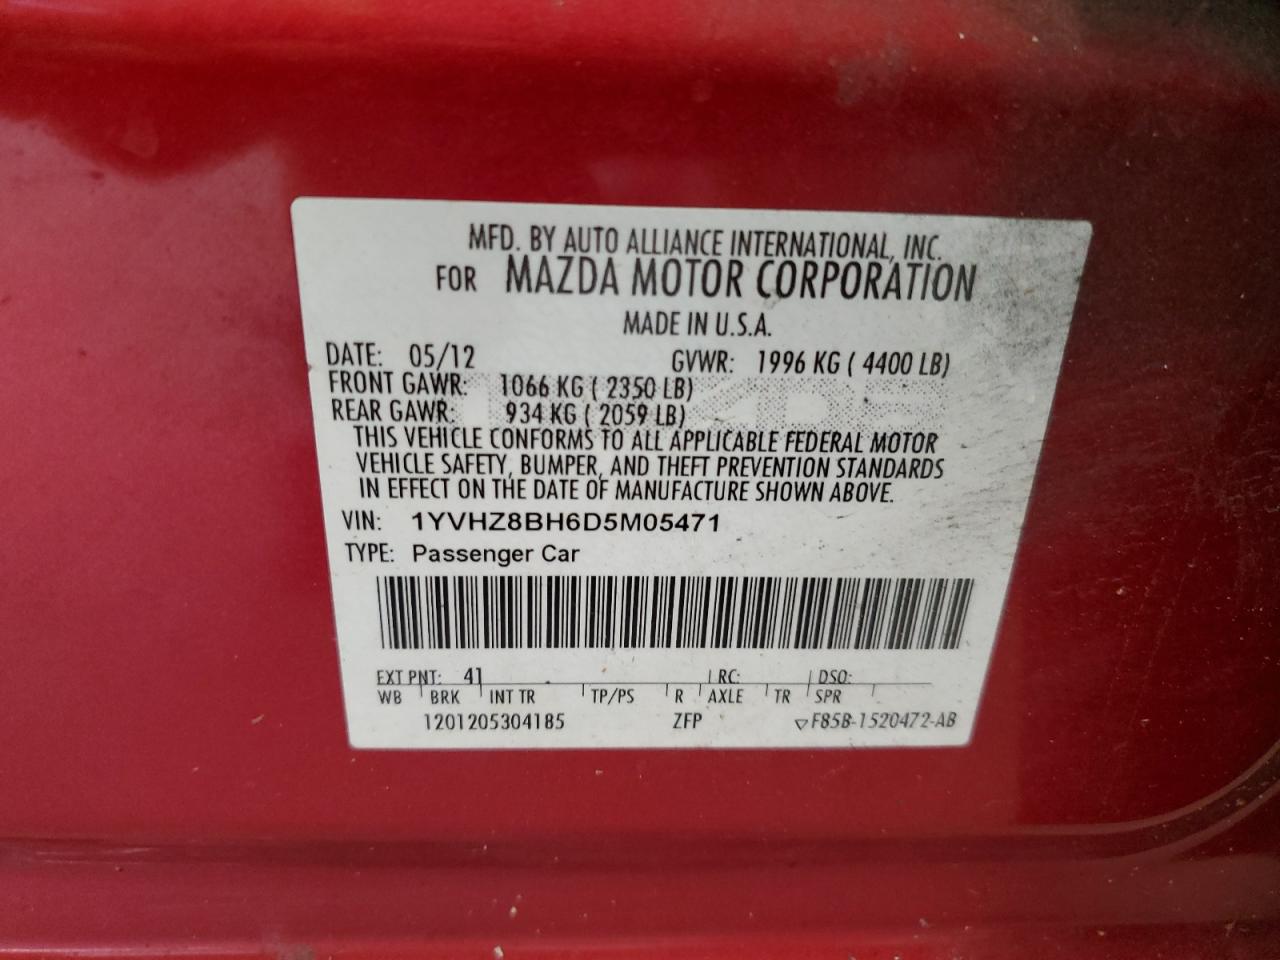 MFD. BY AUTO ALLIANCE INTERNATIONAL, INC.
FOR MAZDA MOTOR CORPORATION
MADE IN U.S.A.
DATE: 05/12 GVWR: 1996 KG ( 4400 LB)
FRONT GAWR: 1066 KG ( 2350 LB)
REAR GAWR: 934 KG ( 2059 LB)
THIS VEHICLE CONFORMS TO ALL APPLICABLE FEDERAL MOTOR
VEHICLE SAFETY, BUMPER, AND THEFT PREVENTION STANDARDS
IN EFFECT ON THE DATE OF MANUFACTURE SHOWN ABOVE.
VIN: 1YVHZ8BH6D5M05471
TYPE: Passenger Car
EXT PNT: 41 RC: DSO:
WB BRK INT TR TP/PS R AXLE TR SPR
1201205304185 ZFP ▽F85B-1520472-AB